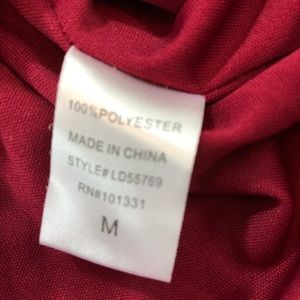 100%POLYESTER
MADE IN CHINA
STYLE# LD55769
RN#101331
M